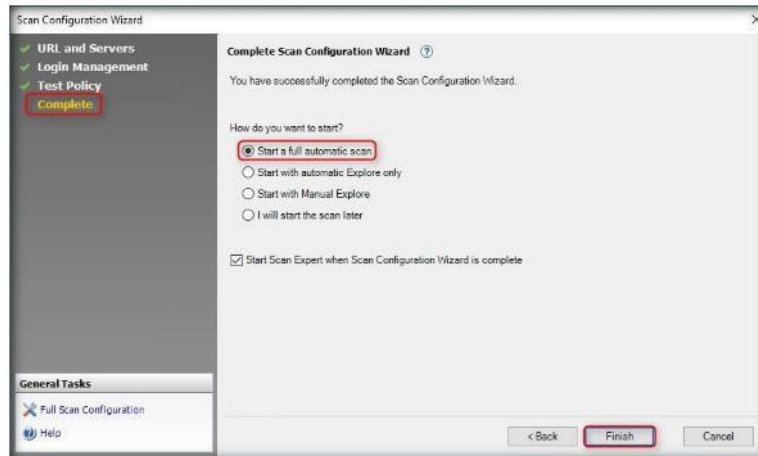 Scan Configuration Wizard
URL and Servers
Login Management
Test Policy
Complete
Complete Scan Configuration Wizard
You have successfully completed the Scan Configuration Wizard.
How do you want to start?
Start a full automatic scan
Start with automatic Explore only
Start with Manual Explore
I will start the scan later
Start Scan Expert when Scan Configuration Wizard is complete
General Tasks
Full Scan Configuration
Help
< Back Finish Cancel